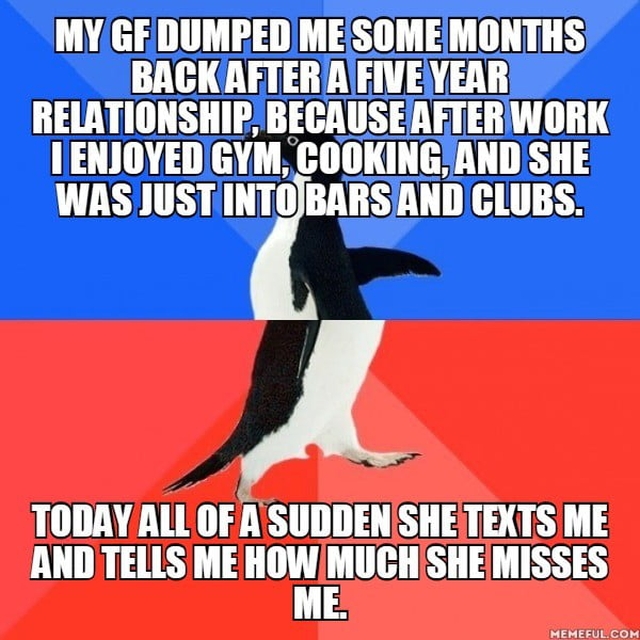 MY GF DUMPED ME SOME MONTHS
BACK AFTER A FIVE YEAR
RELATIONSHIP, BECAUSE AFTER WORK
I ENJOYED GYM, COOKING, AND SHE
WAS JUST INTO BARS AND CLUBS.
TODAY ALL OF A SUDDEN SHE TEXTS ME
AND TELLS ME HOW MUCH SHE MISSES
ME.
MEMEFUL.COM